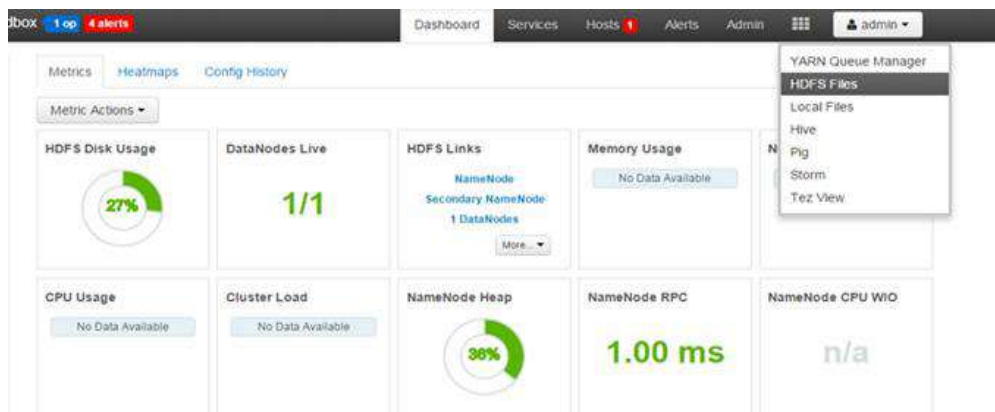 dbox 1 op 4 alerts Dashboard Services Hosts 1 Alerts Admin admin
YARN Queue Manager
HDFS Files
Local Files
Hive
Pig
Storm
Tez View
Metrics Heatmaps Config History
Metric Actions
HDFS Disk Usage DataNodes Live HDFS Links Memory Usage N
27% 1/1 NameNode No Data Available
Secondary NameNode
1 DataNodes
More...
CPU Usage Cluster Load NameNode Heap NameNode RPC NameNode CPU WIO
No Data Available No Data Available 36% 1.00 ms n/a